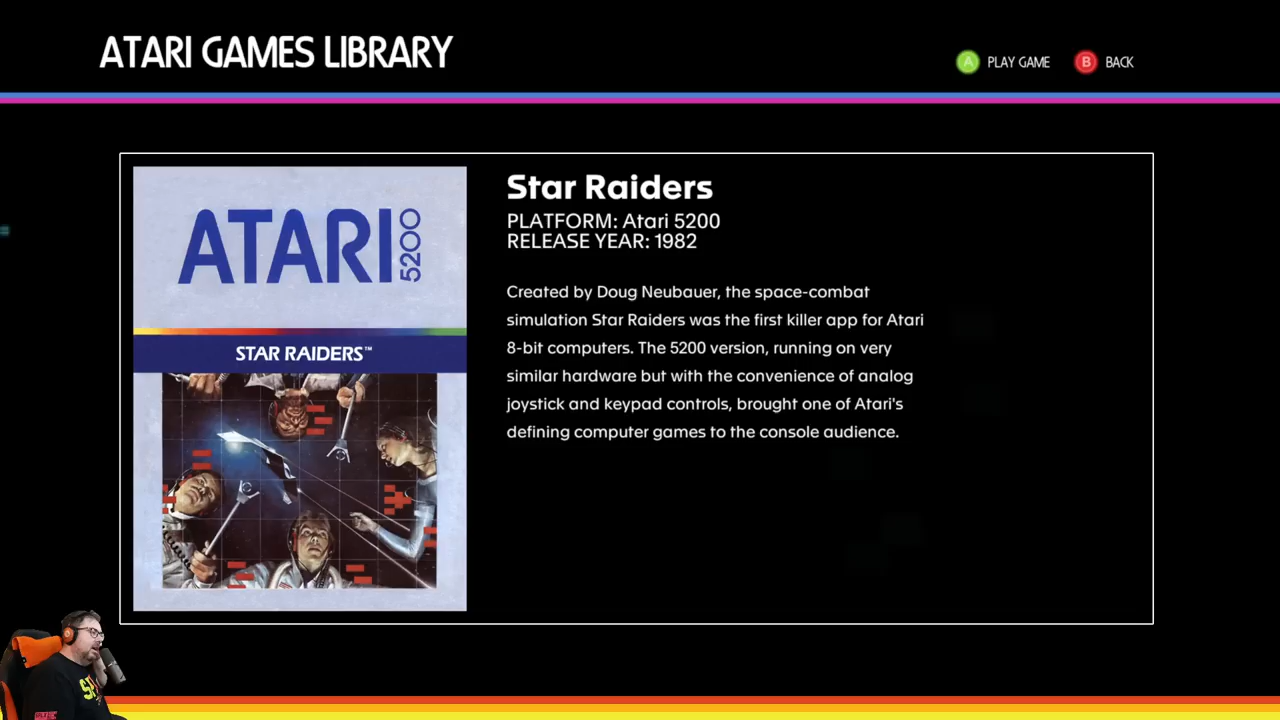 ATARI GAMES LIBRARY
A PLAY GAME B BACK
ATARI 5200
STAR RAIDERS™
Star Raiders
PLATFORM: Atari 5200
RELEASE YEAR: 1982
Created by Doug Neubauer, the space-combat
simulation Star Raiders was the first killer app for Atari
8-bit computers. The 5200 version, running on very
similar hardware but with the convenience of analog
joystick and keypad controls, brought one of Atari's
defining computer games to the console audience.